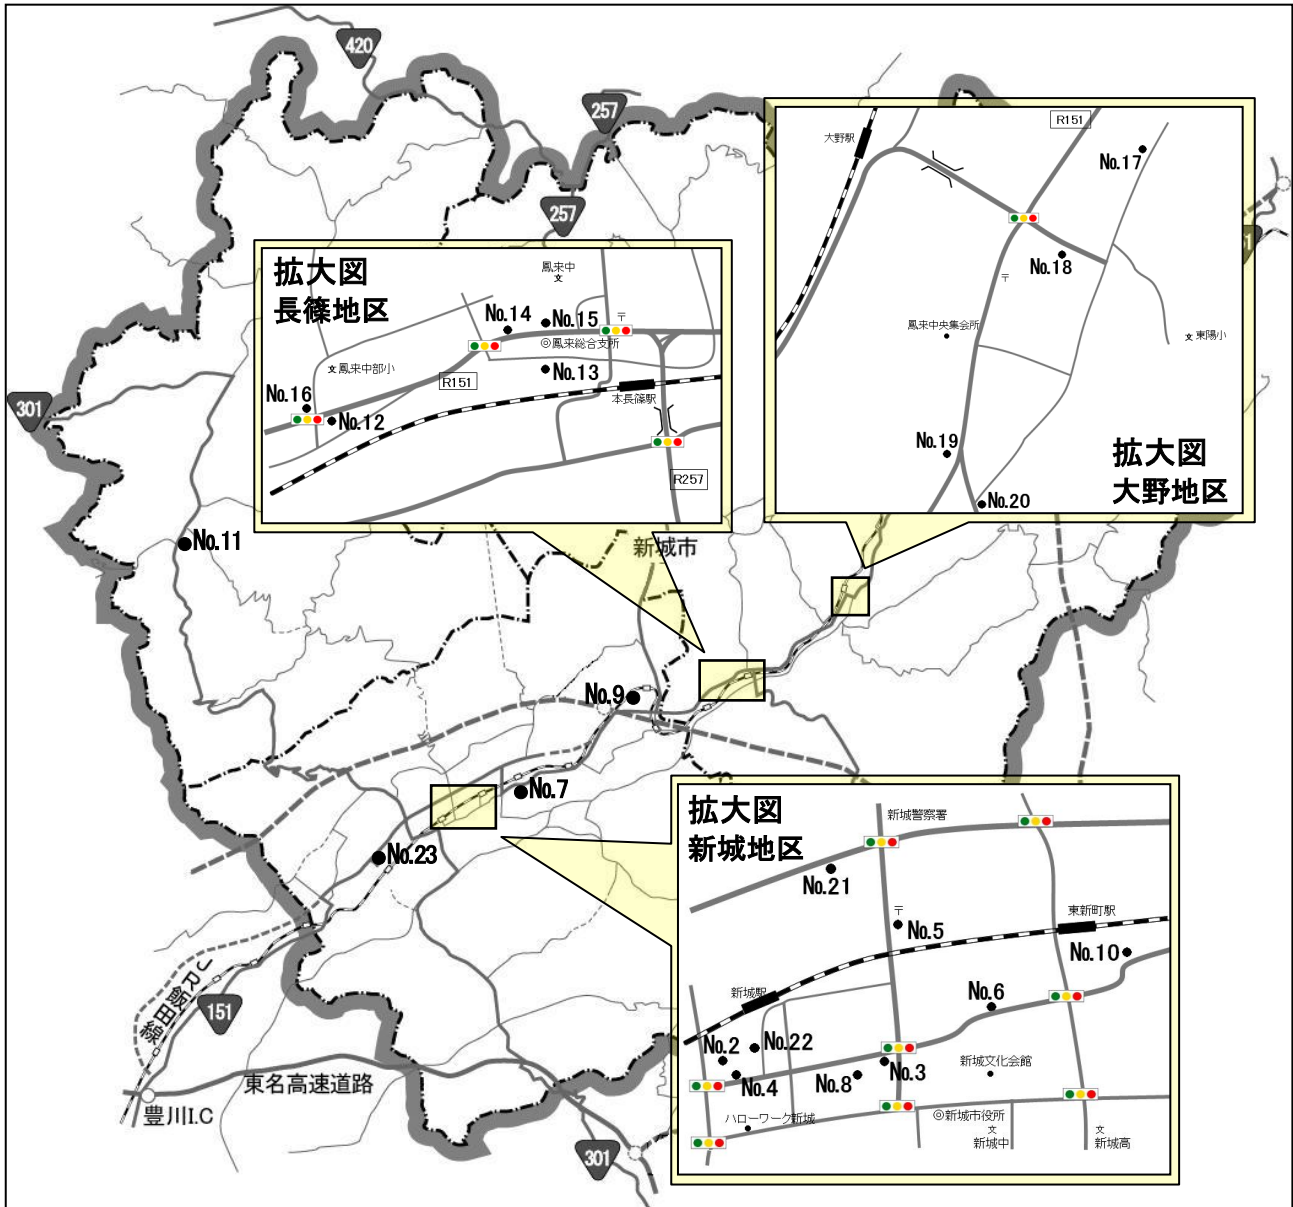 420
257
257
301
拡大図
長篠地区
鳳来中
文
No.14
No.15
〒
◎鳳来総合支所
文鳳来中部小
No.13
R151
本長篠駅
No.16
No.12
R257
大野駅
R151
No.17
No.18
〒
鳳来中央集会所
文東陽小
No.19
拡大図
大野地区
No.20
No.11
新城市
No.9
No.7
No.23
拡大図
新城地区
新城警察署
No.21
〒
No.5
東新町駅
No.10
新城駅
No.6
No.2
No.22
No.3
新城文化会館
No.4
No.8
ハローワーク新城
◎新城市役所
文
新城中
文
新城高
JR飯田線
151
東名高速道路
豊川I.C
301